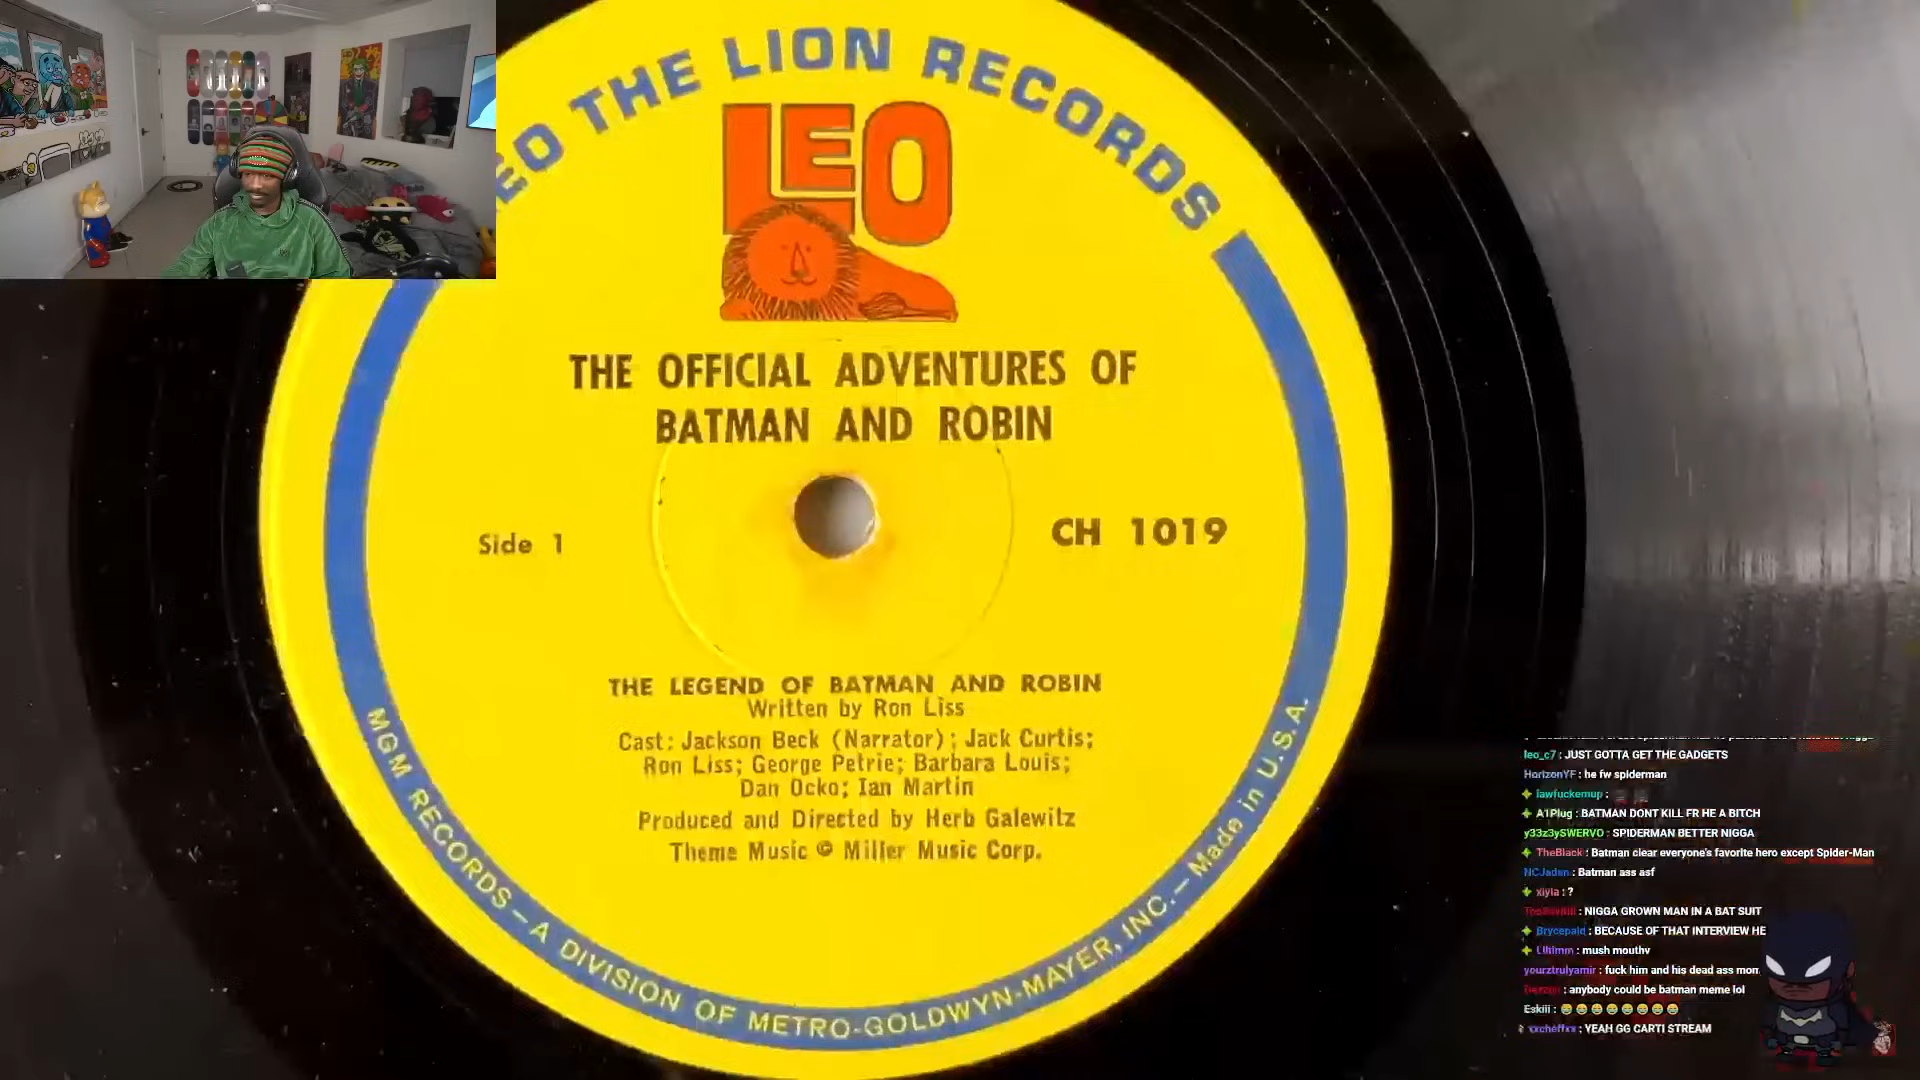 LEO THE LION RECORDS
LEO
THE OFFICIAL ADVENTURES OF
BATMAN AND ROBIN
Side 1
CH 1019
THE LEGEND OF BATMAN AND ROBIN
Written by Ron Liss
Cast: Jackson Beck (Narrator); Jack Curtis;
Ron Liss; George Petrie; Barbara Louis;
Dan Ocko; Ian Martin
Produced and Directed by Herb Galewitz
Theme Music © Miller Music Corp.
MGM RECORDS — A DIVISION OF METRO-GOLDWYN-MAYER, INC. — Made in U.S.A.
leo_c7 : JUST GOTTA GET THE GADGETS
HorizonYF : he fw spiderman
lawfuckemup :
A1Plug : BATMAN DONT KILL FR HE A BITCH
y33z3ySWERVO : SPIDERMAN BETTER NIGGA
TheBlack : Batman clear everyone's favorite hero except Spider-Man
NCJaden : Batman ass asf
xiyla : ?
: NIGGA GROWN MAN IN A BAT SUIT
Brycepaid : BECAUSE OF THAT INTERVIEW HE
: mush mouthv
yourztrulyamir : fuck him and his dead ass mom
: anybody could be batman meme lol
Eskiii : 😂😂😂😂😂😂😂😂
: YEAH GG CARTI STREAM